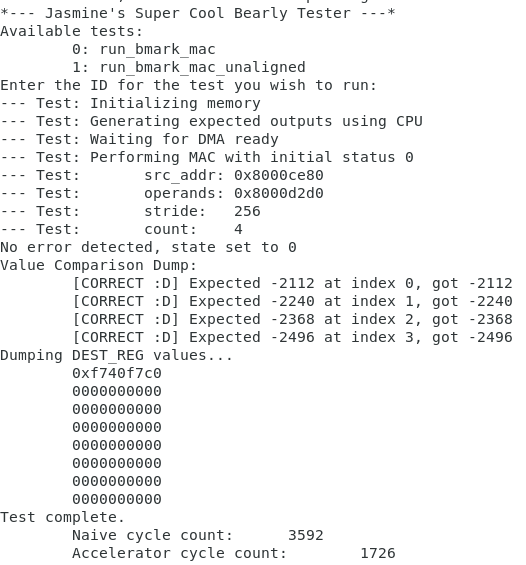 *--- Jasmine's Super Cool Bearly Tester ---*
Available tests:
0: run_bmark_mac
1: run_bmark_mac_unaligned
Enter the ID for the test you wish to run:
--- Test: Initializing memory
--- Test: Generating expected outputs using CPU
--- Test: Waiting for DMA ready
--- Test: Performing MAC with initial status 0
--- Test: src_addr: 0x8000ce80
--- Test: operands: 0x8000d2d0
--- Test: stride: 256
--- Test: count: 4
No error detected, state set to 0
Value Comparison Dump:
[CORRECT :D] Expected -2112 at index 0, got -2112
[CORRECT :D] Expected -2240 at index 1, got -2240
[CORRECT :D] Expected -2368 at index 2, got -2368
[CORRECT :D] Expected -2496 at index 3, got -2496
Dumping DEST_REG values...
0xf740f7c0
0000000000
0000000000
0000000000
0000000000
0000000000
0000000000
0000000000
Test complete.
Naive cycle count: 3592
Accelerator cycle count: 1726